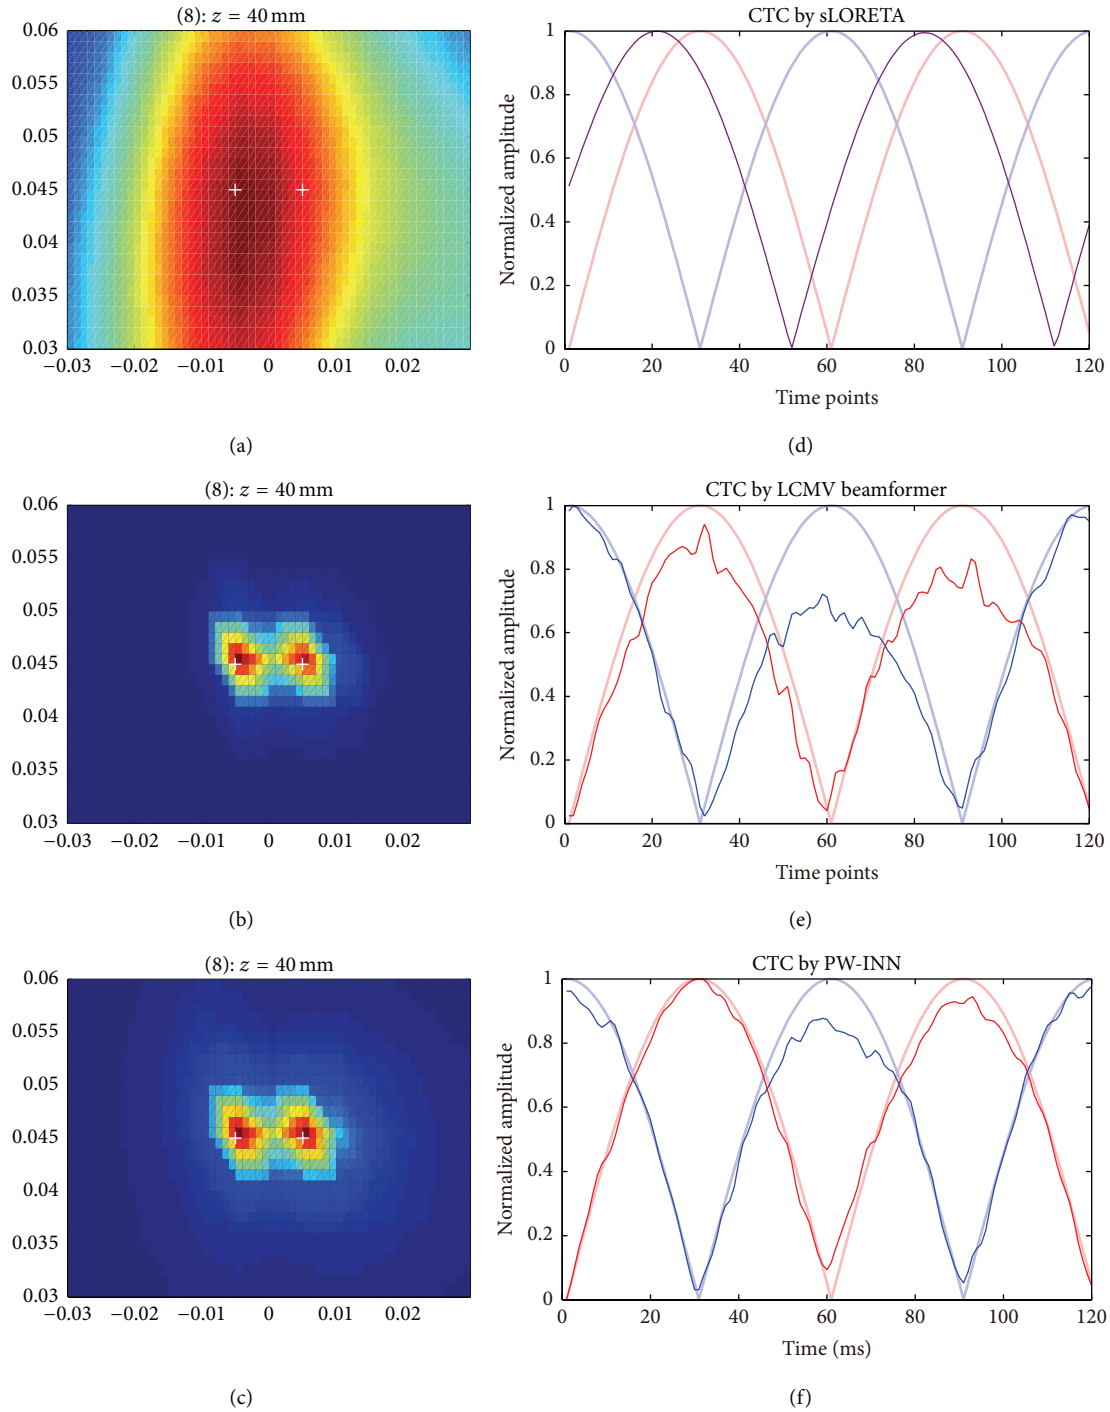 (8): z = 40 mm
0.06
0.055
0.05
0.045
0.04
0.035
0.03
−0.03 −0.02 −0.01 0 0.01 0.02
(a)
CTC by sLORETA
Normalized amplitude
1
0.8
0.6
0.4
0.2
0
0 20 40 60 80 100 120
Time points
(d)
(8): z = 40 mm
0.06
0.055
0.05
0.045
0.04
0.035
0.03
−0.03 −0.02 −0.01 0 0.01 0.02
(b)
CTC by LCMV beamformer
Normalized amplitude
1
0.8
0.6
0.4
0.2
0
0 20 40 60 80 100 120
Time points
(e)
(8): z = 40 mm
0.06
0.055
0.05
0.045
0.04
0.035
0.03
−0.03 −0.02 −0.01 0 0.01 0.02
(c)
CTC by PW-INN
Normalized amplitude
1
0.8
0.6
0.4
0.2
0
0 20 40 60 80 100 120
Time (ms)
(f)